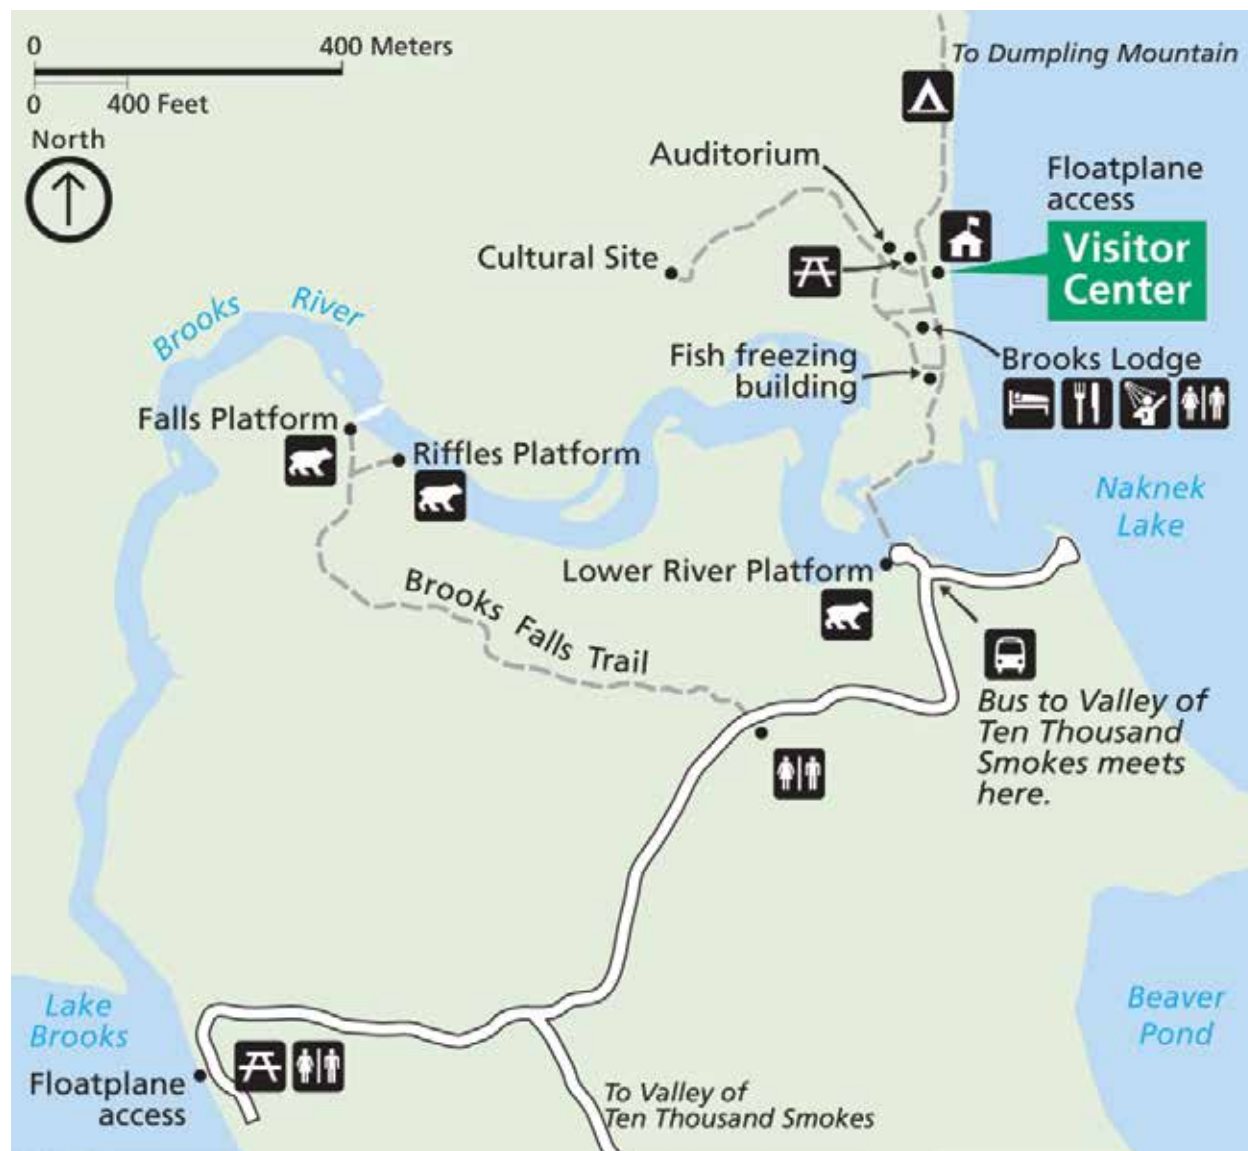 0 400 Meters
0 400 Feet
North
To Dumpling Mountain
Auditorium
Floatplane
access
Visitor
Center
Cultural Site
Brooks River
Fish freezing
building
Brooks Lodge
Falls Platform
Riffles Platform
Naknek
Lake
Lower River Platform
Brooks Falls Trail
Bus to Valley of
Ten Thousand
Smokes meets
here.
Lake
Brooks
Beaver
Pond
Floatplane
access
To Valley of
Ten Thousand Smokes